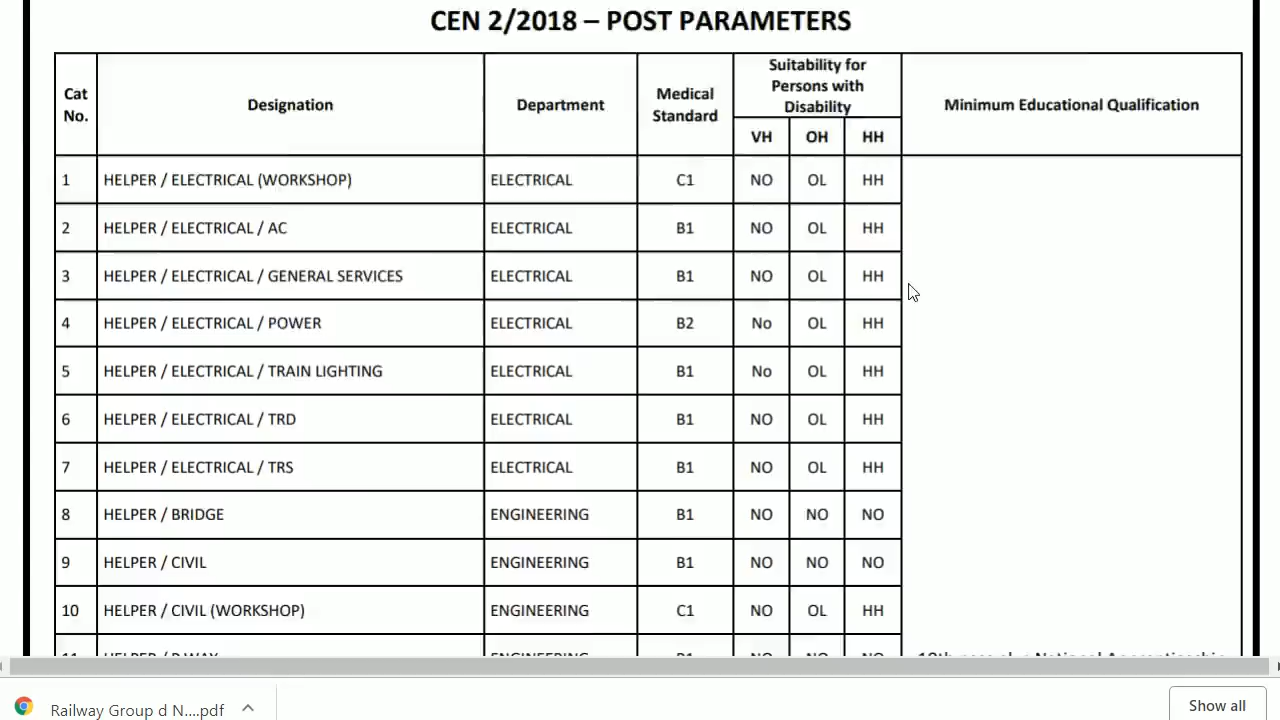 CEN 2/2018 – POST PARAMETERS
Cat No. Designation Department Medical Standard Suitability for Persons with Disability Minimum Educational Qualification
VH OH HH
1 HELPER / ELECTRICAL (WORKSHOP) ELECTRICAL C1 NO OL HH
2 HELPER / ELECTRICAL / AC ELECTRICAL B1 NO OL HH
3 HELPER / ELECTRICAL / GENERAL SERVICES ELECTRICAL B1 NO OL HH
4 HELPER / ELECTRICAL / POWER ELECTRICAL B2 No OL HH
5 HELPER / ELECTRICAL / TRAIN LIGHTING ELECTRICAL B1 No OL HH
6 HELPER / ELECTRICAL / TRD ELECTRICAL B1 NO OL HH
7 HELPER / ELECTRICAL / TRS ELECTRICAL B1 NO OL HH
8 HELPER / BRIDGE ENGINEERING B1 NO NO NO
9 HELPER / CIVIL ENGINEERING B1 NO NO NO
10 HELPER / CIVIL (WORKSHOP) ENGINEERING C1 NO OL HH
Railway Group d N....pdf
Show all